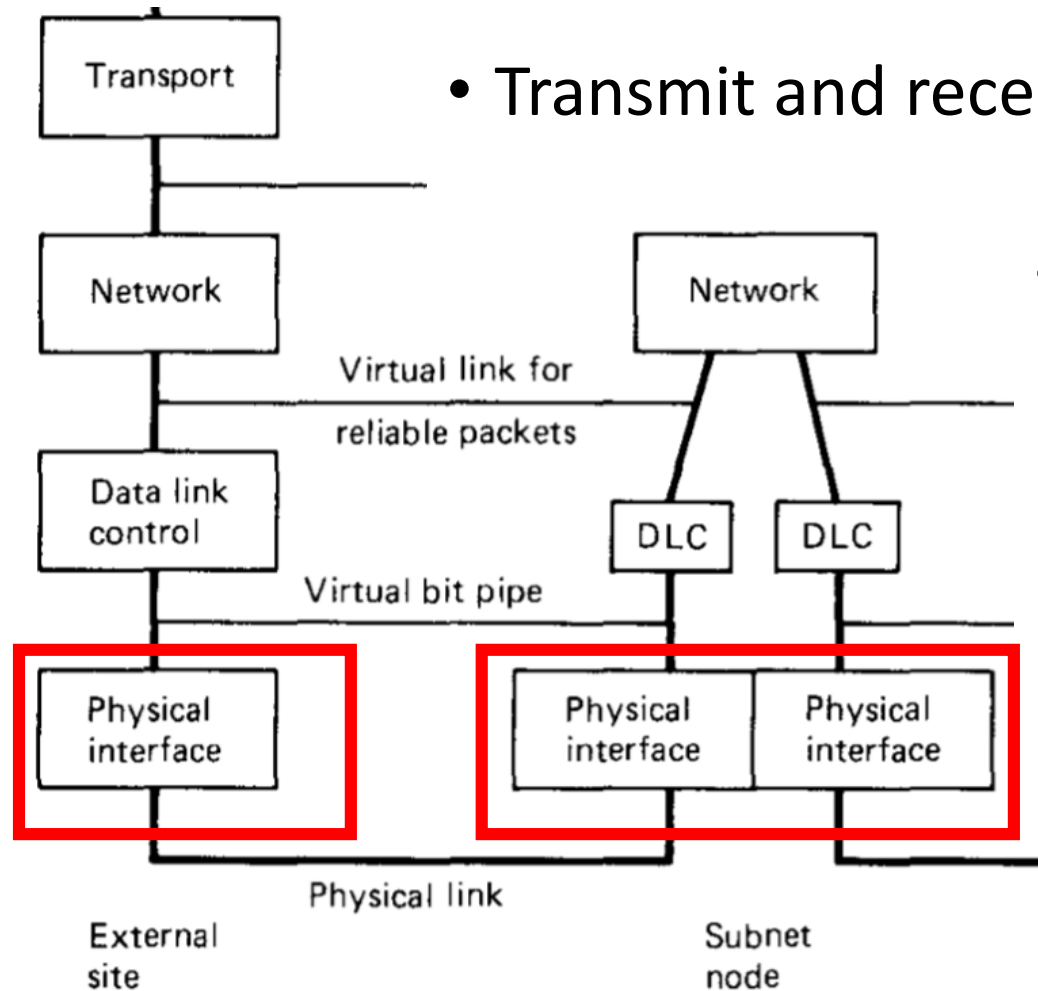 Transport
• Transmit and rece
Network
Network
Virtual link for
reliable packets
Data link
control
DLC
DLC
Virtual bit pipe
Physical
interface
Physical
interface
Physical
interface
Physical link
External
site
Subnet
node